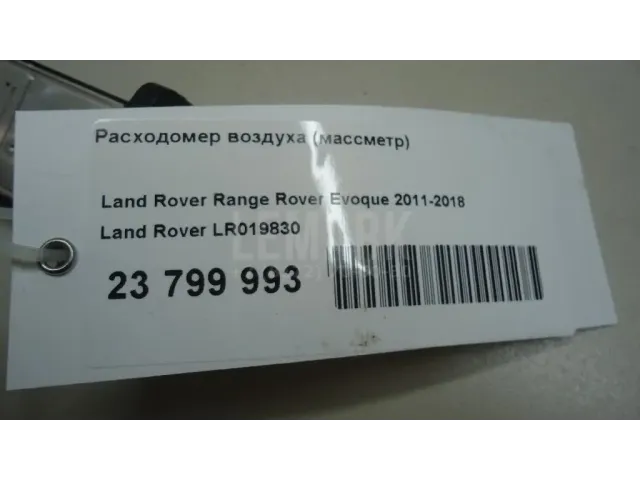 Расходомер воздуха (массметр)
Land Rover Range Rover Evoque 2011-2018
Land Rover LR019830
23 799 993